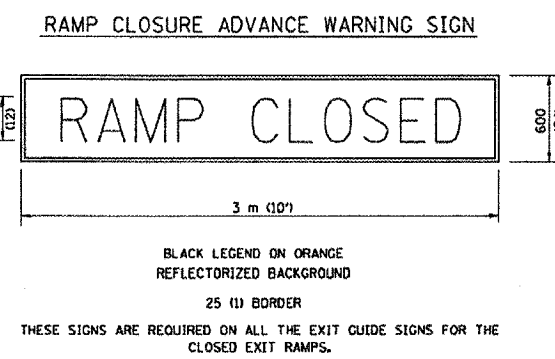 RAMP CLOSURE ADVANCE WARNING SIGN
RAMP CLOSED
(12)
600
3 m (10')
BLACK LEGEND ON ORANGE
REFLECTORIZED BACKGROUND
25 (1) BORDER
THESE SIGNS ARE REQUIRED ON ALL THE EXIT GUIDE SIGNS FOR THE
CLOSED EXIT RAMPS.